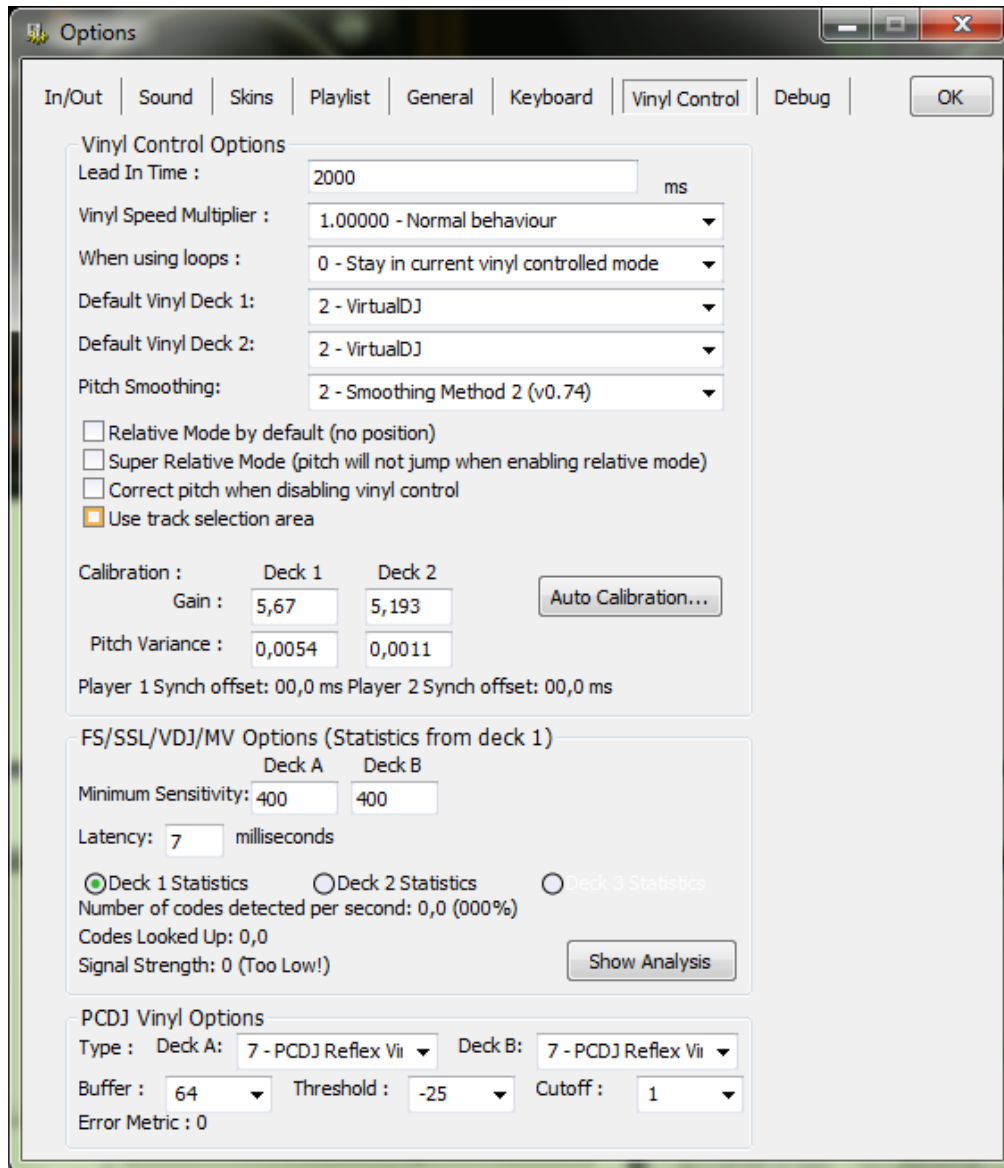 Options
In/Out Sound Skins Playlist General Keyboard Vinyl Control Debug OK
Vinyl Control Options
Lead In Time : 2000 ms
Vinyl Speed Multiplier : 1.00000 - Normal behaviour
When using loops : 0 - Stay in current vinyl controlled mode
Default Vinyl Deck 1: 2 - VirtualDJ
Default Vinyl Deck 2: 2 - VirtualDJ
Pitch Smoothing: 2 - Smoothing Method 2 (v0.74)
Relative Mode by default (no position)
Super Relative Mode (pitch will not jump when enabling relative mode)
Correct pitch when disabling vinyl control
Use track selection area
Calibration : Deck 1 Deck 2
Gain : 5,67 5,193 Auto Calibration...
Pitch Variance : 0,0054 0,0011
Player 1 Synch offset: 00,0 ms Player 2 Synch offset: 00,0 ms
FS/SSL/VDJ/MV Options (Statistics from deck 1)
Deck A Deck B
Minimum Sensitivity: 400 400
Latency: 7 milliseconds
Deck 1 Statistics Deck 2 Statistics Deck 3 Statistics
Number of codes detected per second: 0,0 (000%)
Codes Looked Up: 0,0
Signal Strength: 0 (Too Low!) Show Analysis
PCDJ Vinyl Options
Type : Deck A: 7 - PCDJ Reflex Vin Deck B: 7 - PCDJ Reflex Vin
Buffer : 64 Threshold : -25 Cutoff : 1
Error Metric : 0